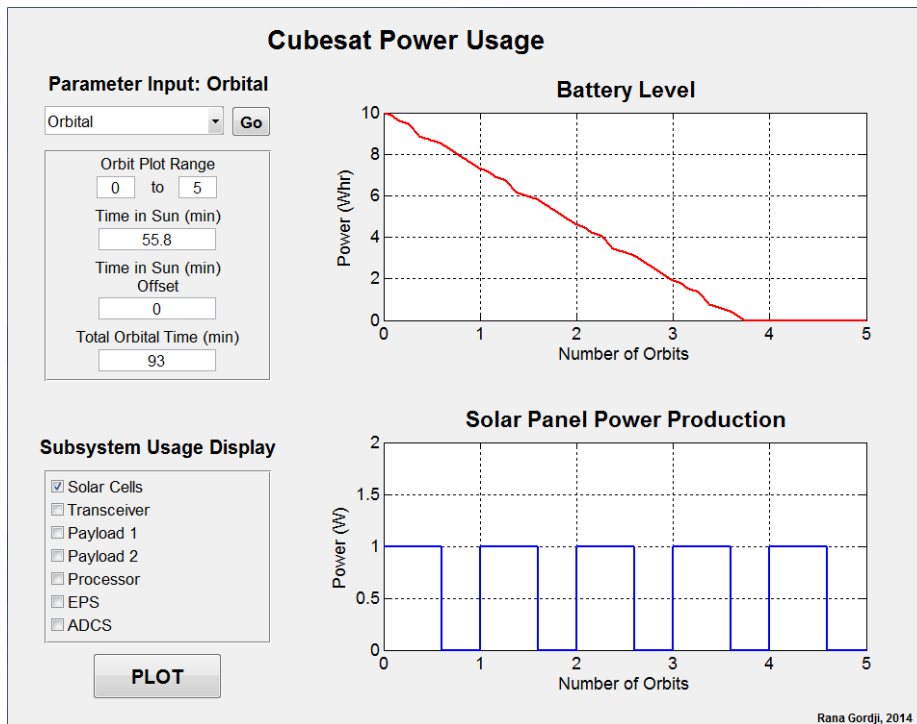 Cubesat Power Usage
Parameter Input: Orbital
Orbital
Go
Orbit Plot Range
0 to 5
Time in Sun (min)
55.8
Time in Sun (min)
Offset
0
Total Orbital Time (min)
93
Battery Level
Power (Whr)
10
8
6
4
2
0
0 1 2 3 4 5
Number of Orbits
Subsystem Usage Display
Solar Cells
Transceiver
Payload 1
Payload 2
Processor
EPS
ADCS
PLOT
Solar Panel Power Production
Power (W)
2
1.5
1
0.5
0
0 1 2 3 4 5
Number of Orbits
Rana Gordji, 2014